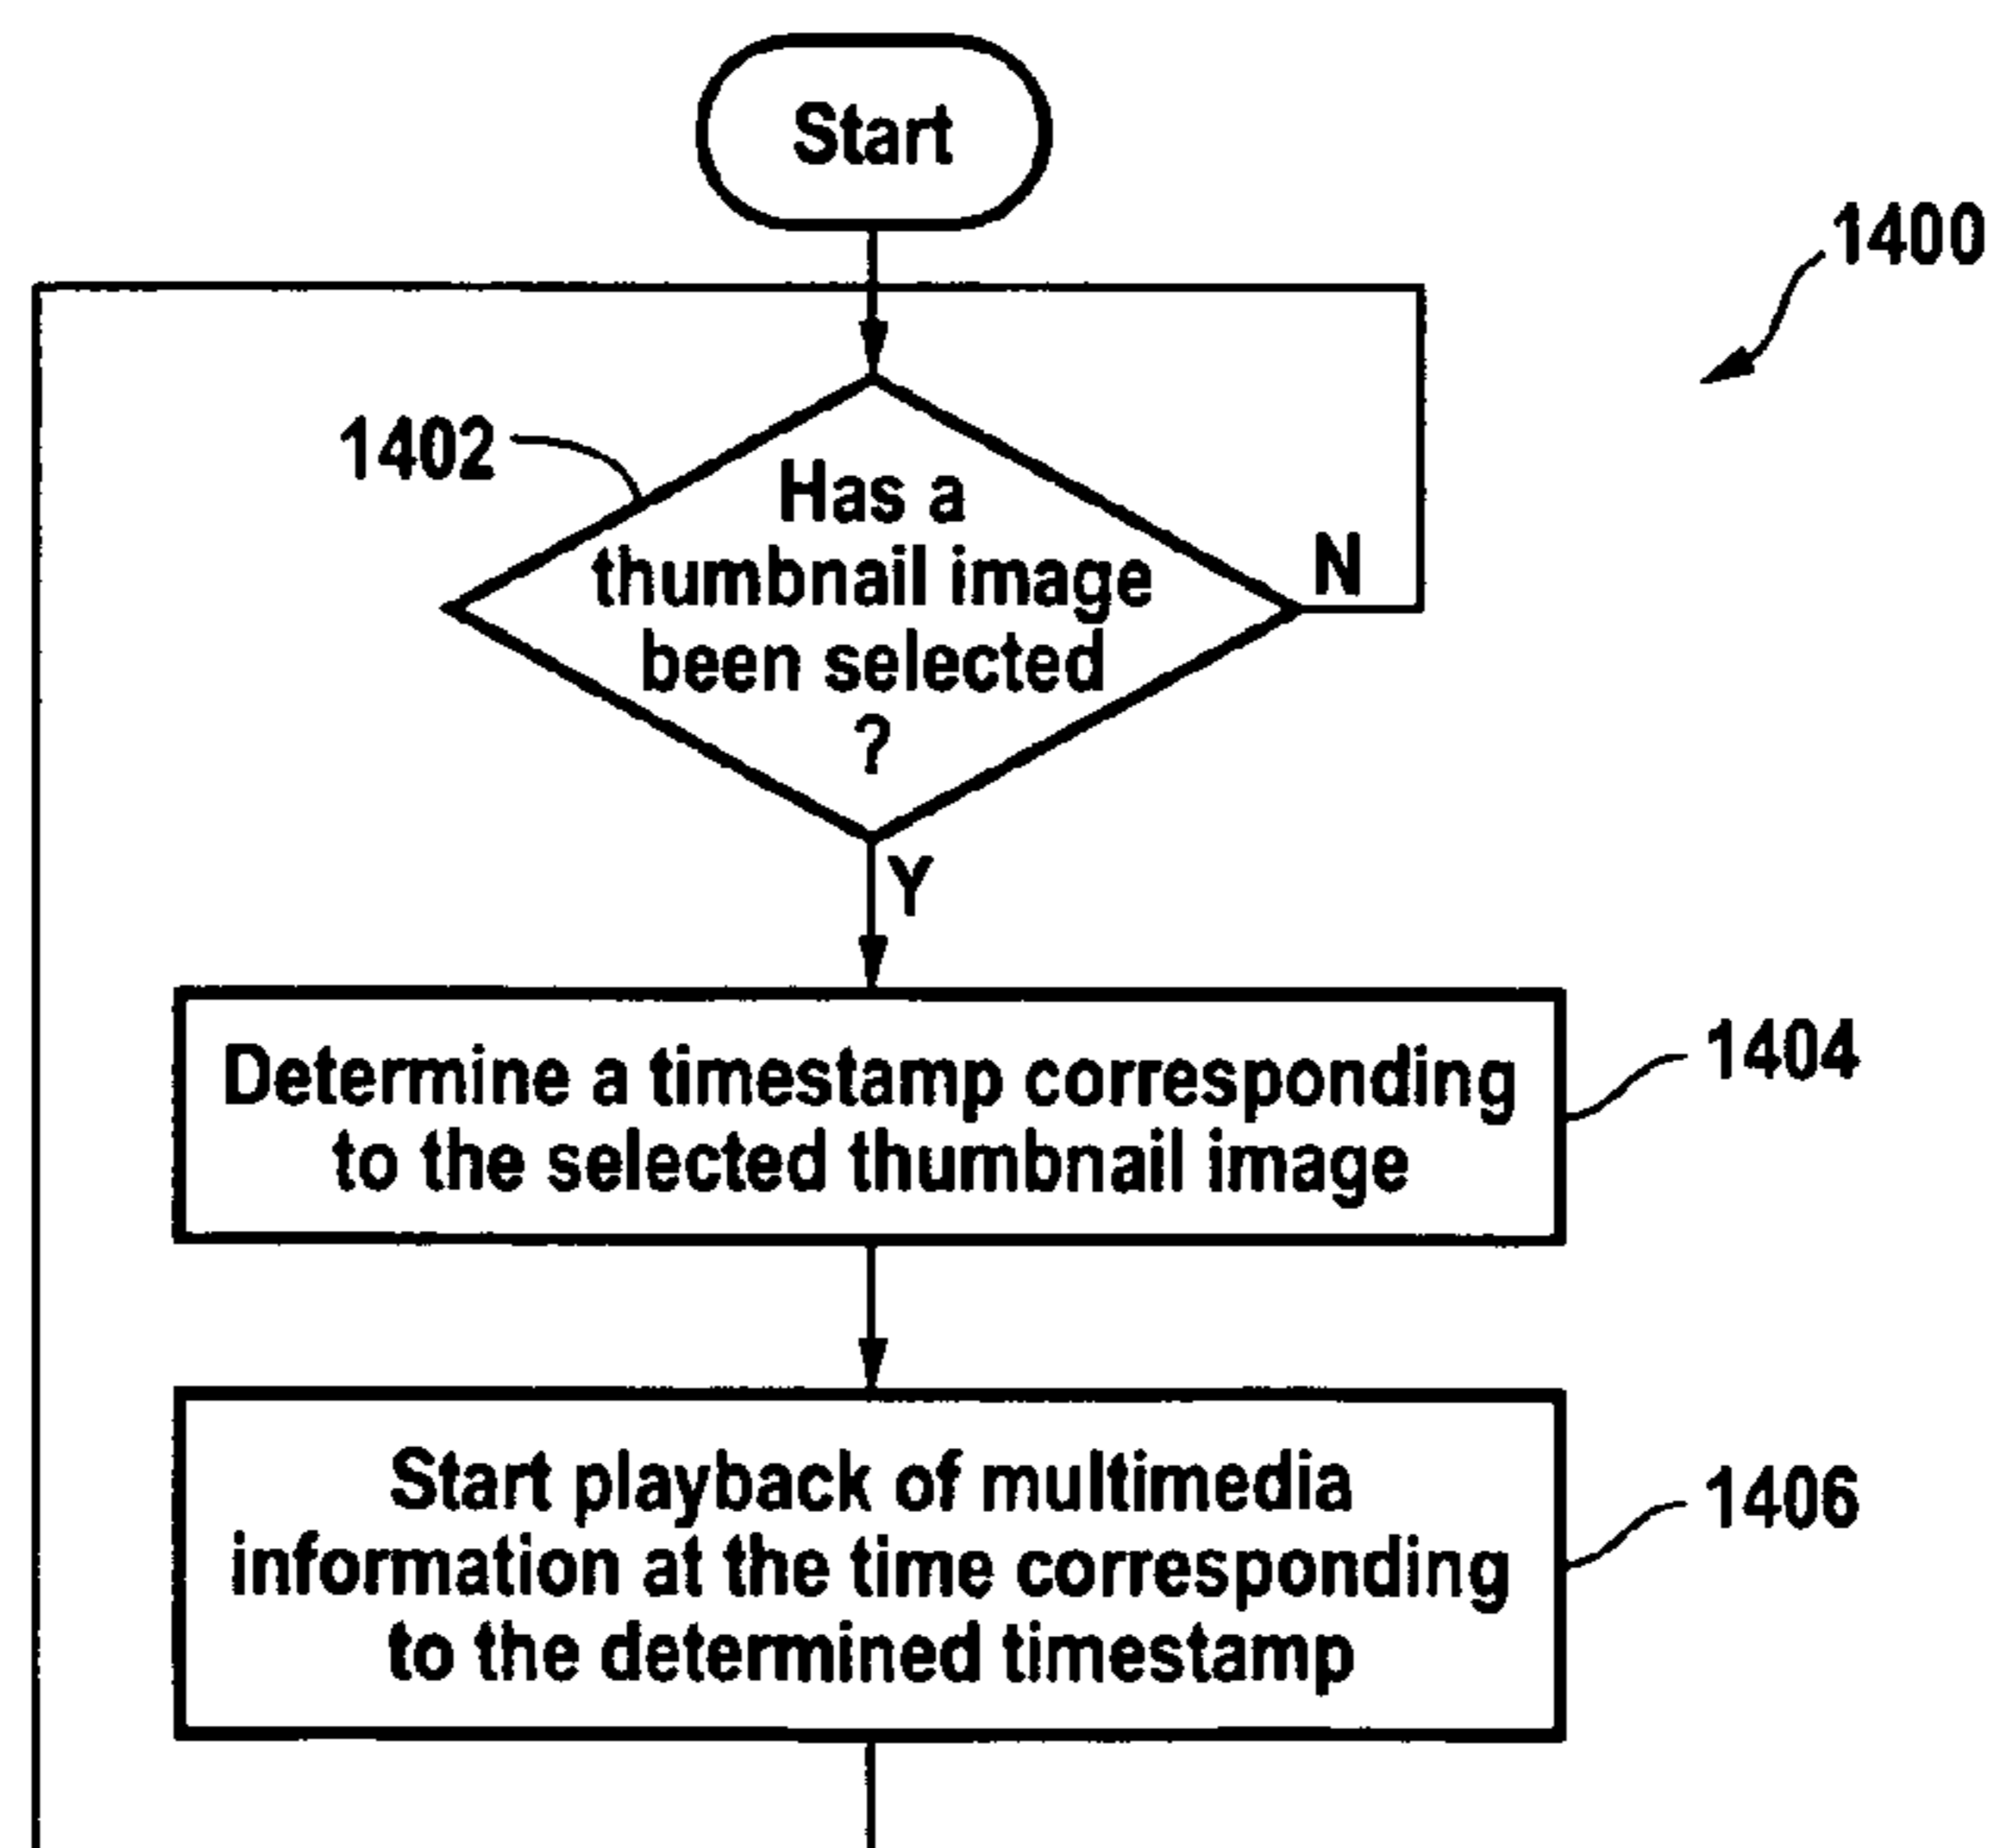 Start
1400
1402
Has a
thumbnail image
been selected
?
N
Y
Determine a timestamp corresponding
to the selected thumbnail image
1404
Start playback of multimedia
information at the time corresponding
to the determined timestamp
1406